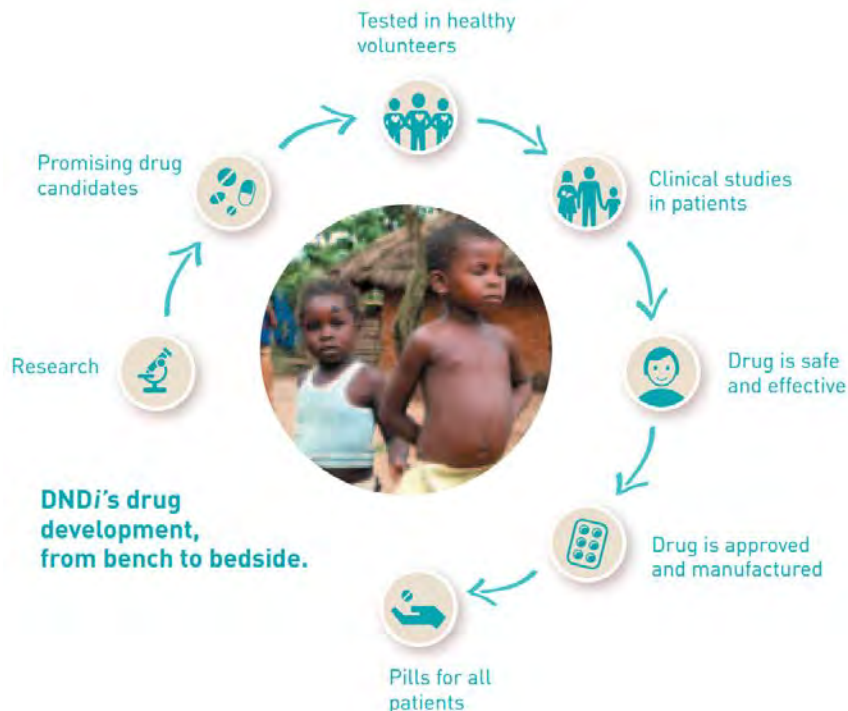 Tested in healthy
volunteers
Promising drug
candidates
Clinical studies
in patients
Research
Drug is safe
and effective
DNDi's drug
development,
from bench to bedside.
Drug is approved
and manufactured
Pills for all
patients